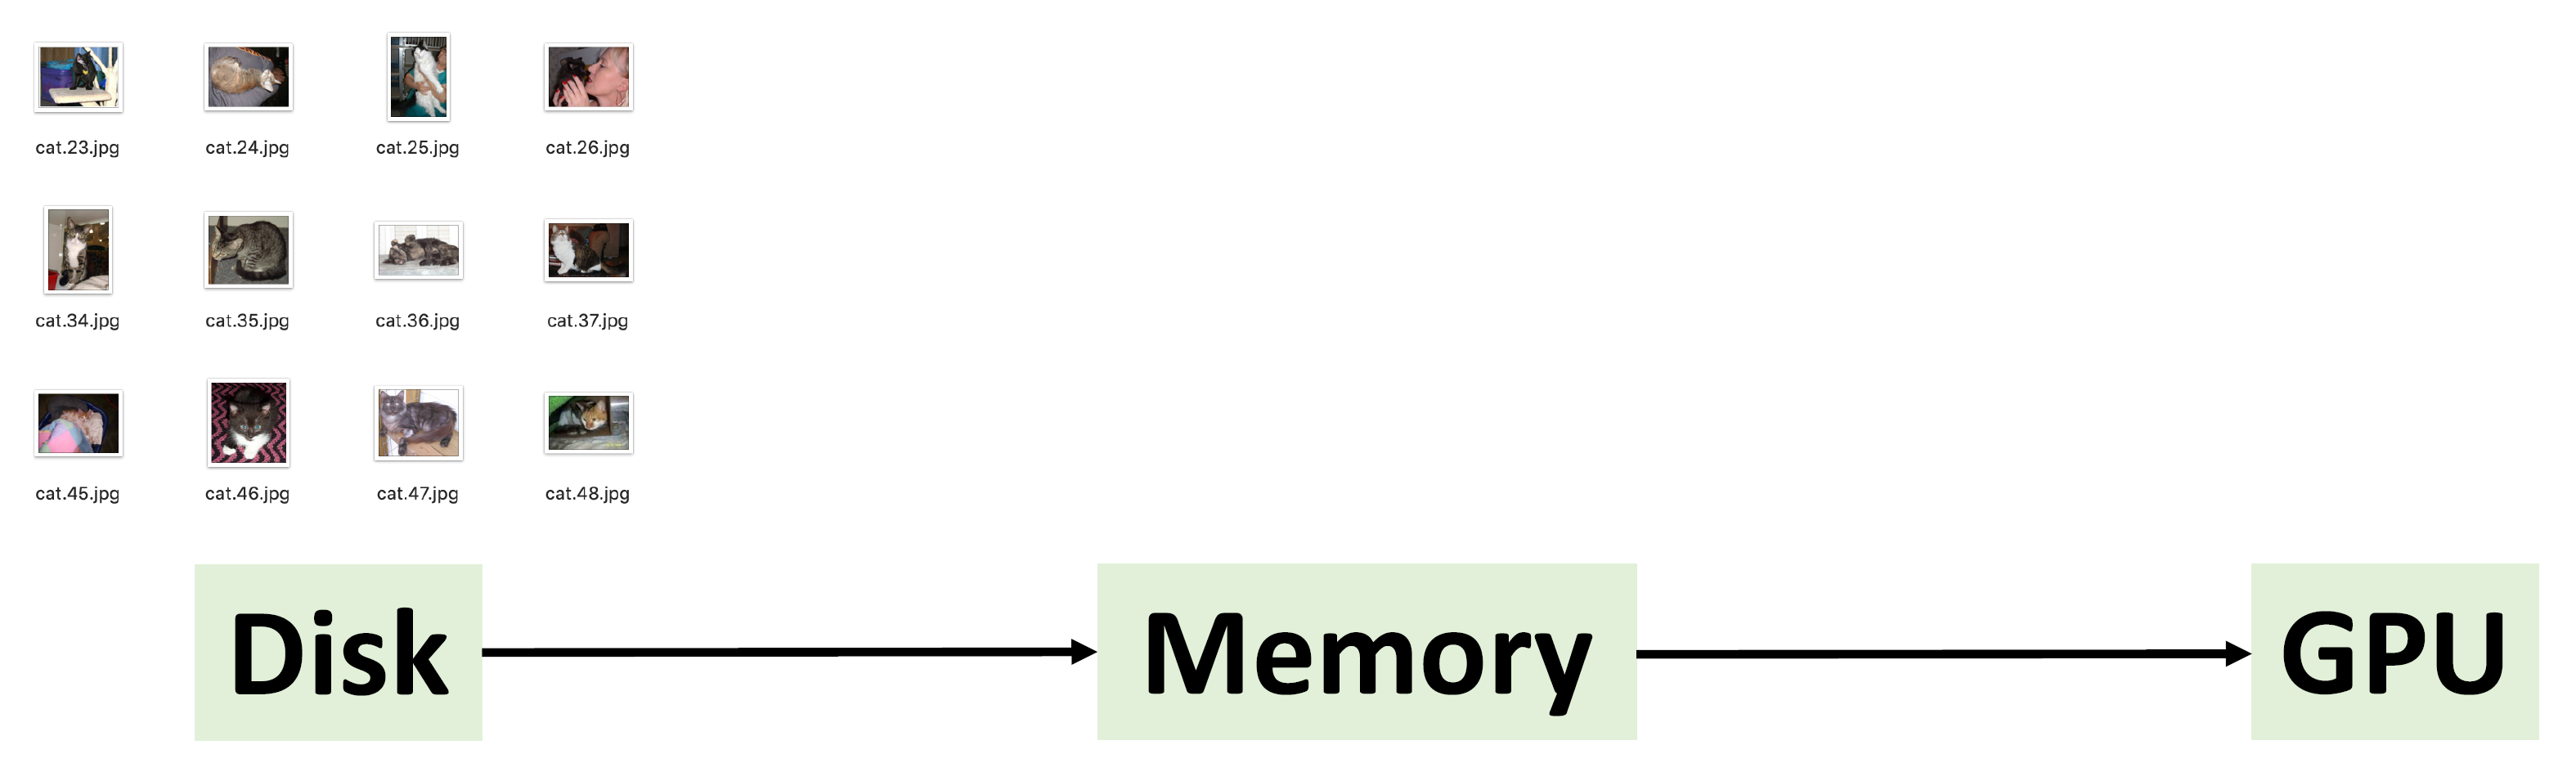 cat.23.jpg cat.24.jpg cat.25.jpg cat.26.jpg
cat.34.jpg cat.35.jpg cat.36.jpg cat.37.jpg
cat.45.jpg cat.46.jpg cat.47.jpg cat.48.jpg
Disk Memory GPU